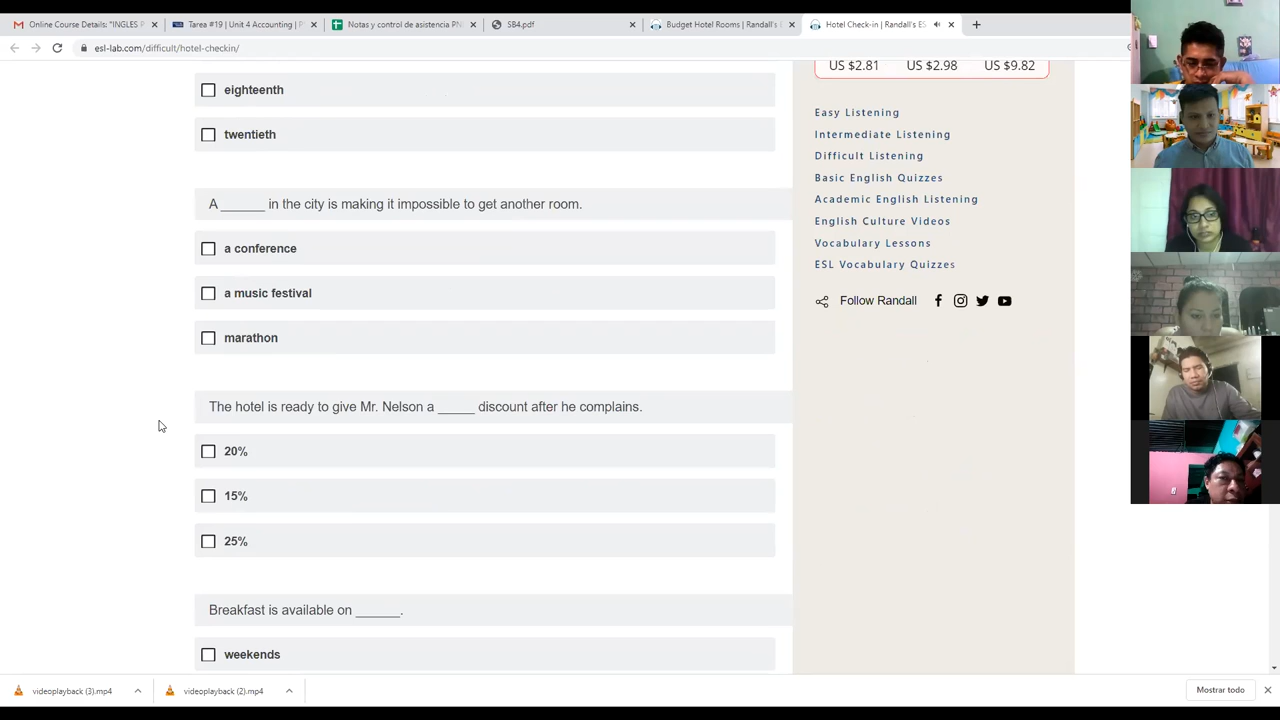 Online Course Details: "INGLES P
Tarea #19 | Unit 4 Accounting | P
Notas y control de asistencia PN
SB4.pdf
Budget Hotel Rooms | Randall's E
Hotel Check-in | Randall's ES
esl-lab.com/difficult/hotel-checkin/
US $2.81 US $2.98 US $9.82
eighteenth
twentieth
Easy Listening
Intermediate Listening
Difficult Listening
Basic English Quizzes
Academic English Listening
English Culture Videos
Vocabulary Lessons
ESL Vocabulary Quizzes
Follow Randall
A ______ in the city is making it impossible to get another room.
a conference
a music festival
marathon
The hotel is ready to give Mr. Nelson a _____ discount after he complains.
20%
15%
25%
Breakfast is available on ______.
weekends
videoplayback (3).mp4
videoplayback (2).mp4
Mostrar todo